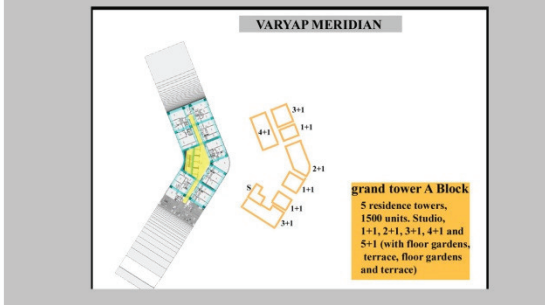 VARYAP MERIDIAN
3+1
4+1
1+1
2+1
1+1
S
1+1
3+1
grand tower A Block
5 residence towers,
1500 units. Studio,
1+1, 2+1, 3+1, 4+1 and
5+1 (with floor gardens,
terrace, floor gardens
and terrace)